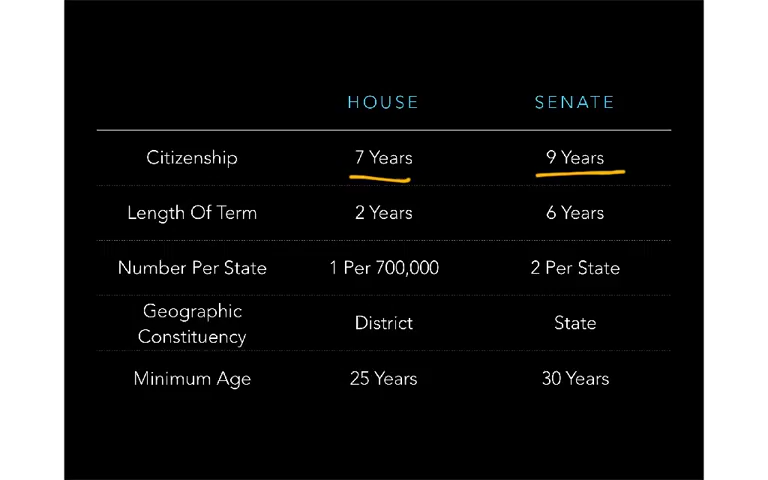 HOUSE SENATE
Citizenship 7 Years 9 Years
Length Of Term 2 Years 6 Years
Number Per State 1 Per 700,000 2 Per State
Geographic
Constituency District State
Minimum Age 25 Years 30 Years